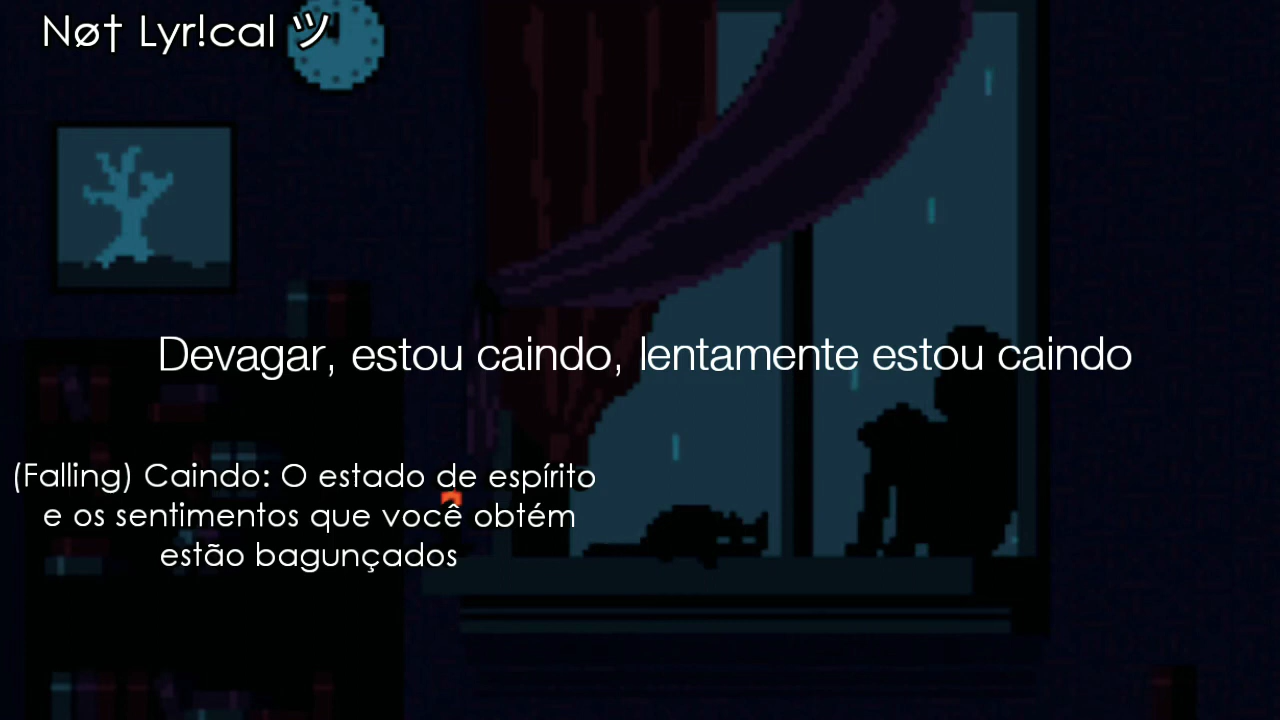 Nø† Lyr!cal ツ
Devagar, estou caindo, lentamente estou caindo
(Falling) Caindo: O estado de espírito
e os sentimentos que você obtém
estão bagunçados